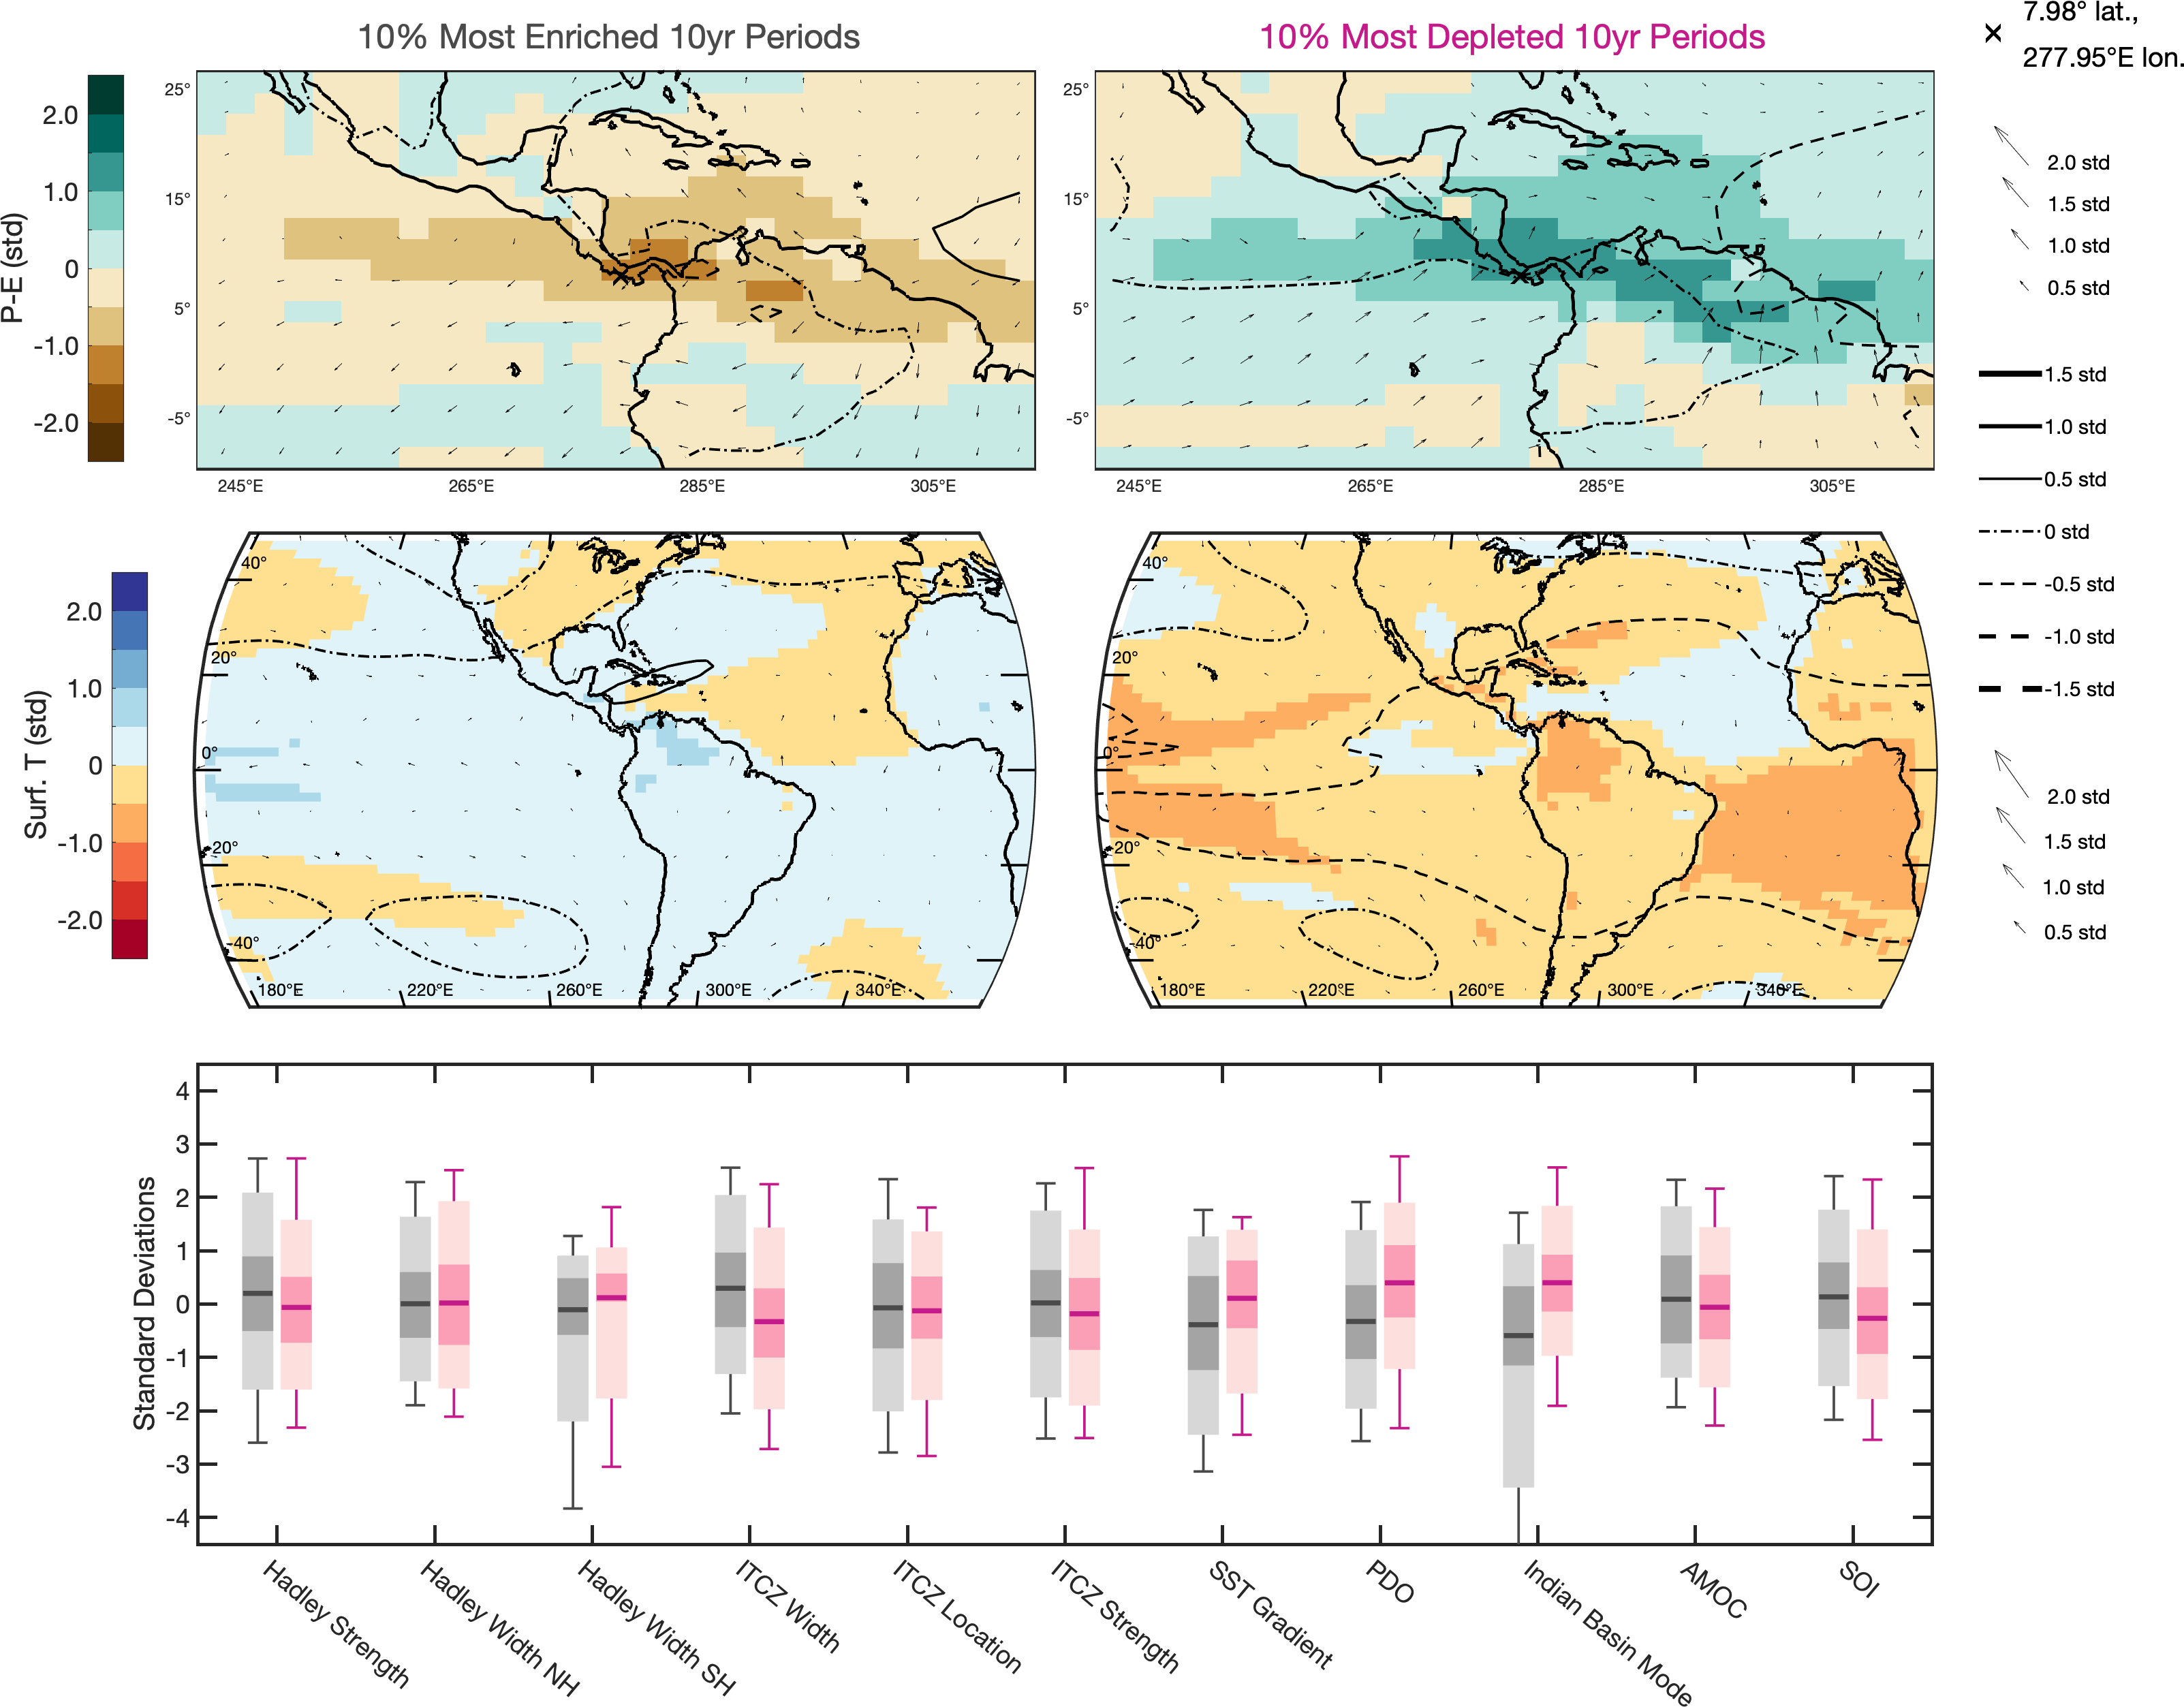 10% Most Enriched 10yr Periods
10% Most Depleted 10yr Periods
7.98° lat.,
277.95°E lon.
P-E (std)
2.0
1.0
0
-1.0
-2.0
25°
15°
5°
-5°
245°E 265°E 285°E 305°E
25°
15°
5°
-5°
245°E 265°E 285°E 305°E
2.0 std
1.5 std
1.0 std
0.5 std
1.5 std
1.0 std
0.5 std
0 std
-0.5 std
-1.0 std
-1.5 std
Surf. T (std)
2.0
1.0
0
-1.0
-2.0
40°
20°
0°
-20°
-40°
180°E 220°E 260°E 300°E 340°E
40°
20°
0°
-20°
-40°
180°E 220°E 260°E 300°E 340°E
2.0 std
1.5 std
1.0 std
0.5 std
Standard Deviations
4
3
2
1
0
-1
-2
-3
-4
Hadley Strength
Hadley Width NH
Hadley Width SH
ITCZ Width
ITCZ Location
ITCZ Strength
SST Gradient
PDO
Indian Basin Mode
AMOC
SOI